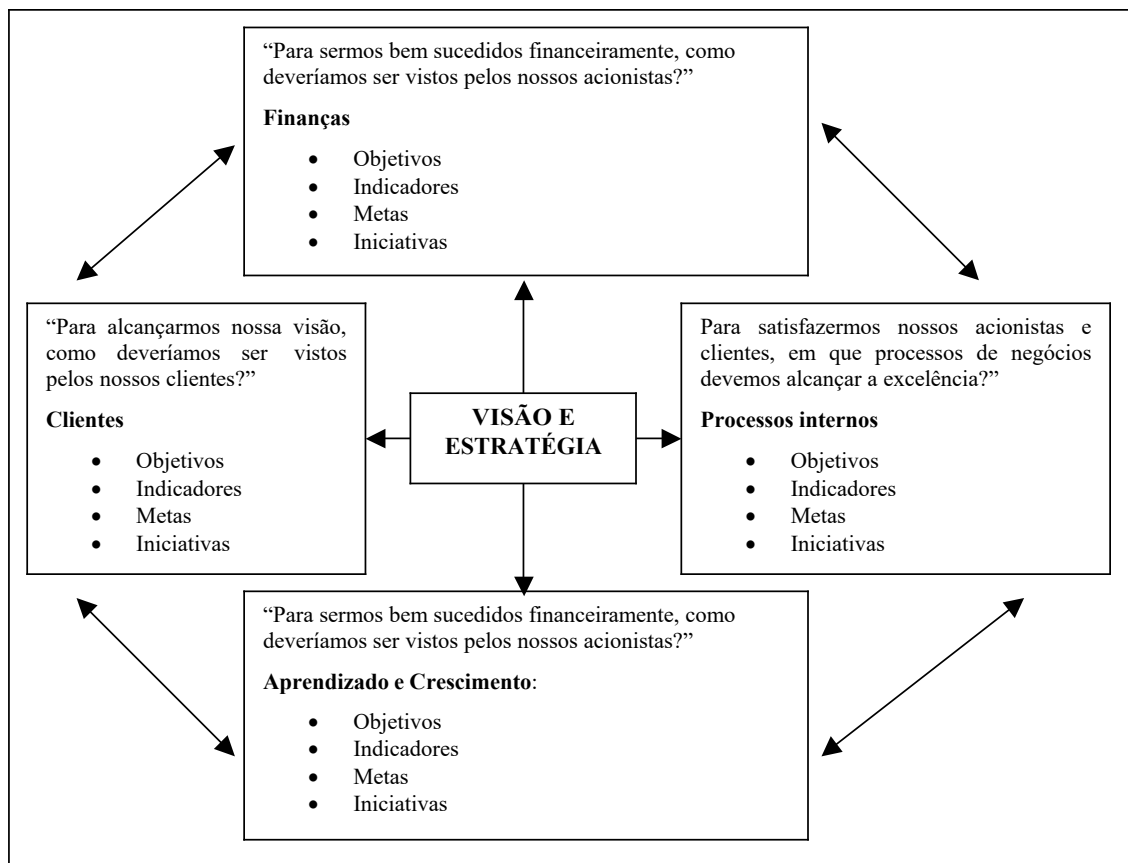 “Para sermos bem sucedidos financeiramente, como
deveríamos ser vistos pelos nossos acionistas?”
Finanças
• Objetivos
• Indicadores
• Metas
• Iniciativas
“Para alcançarmos nossa visão,
como deveríamos ser vistos
pelos nossos clientes?”
Clientes
• Objetivos
• Indicadores
• Metas
• Iniciativas
VISÃO E
ESTRATÉGIA
Para satisfazermos nossos acionistas e
clientes, em que processos de negócios
devemos alcançar a excelência?”
Processos internos
• Objetivos
• Indicadores
• Metas
• Iniciativas
“Para sermos bem sucedidos financeiramente, como
deveríamos ser vistos pelos nossos acionistas?”
Aprendizado e Crescimento:
• Objetivos
• Indicadores
• Metas
• Iniciativas